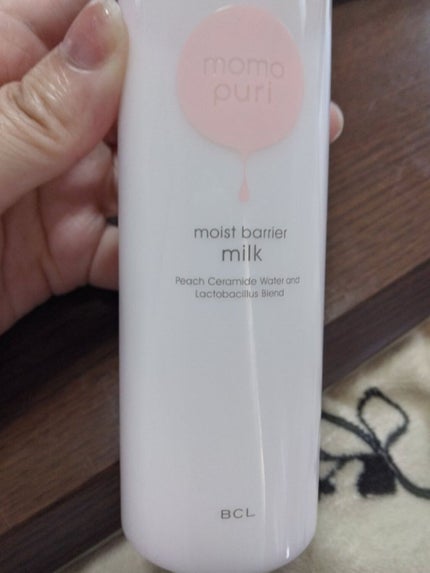 momo
puri
moist barrier
milk
Peach Ceramide Water and
Lactobacillus Blend
BCL